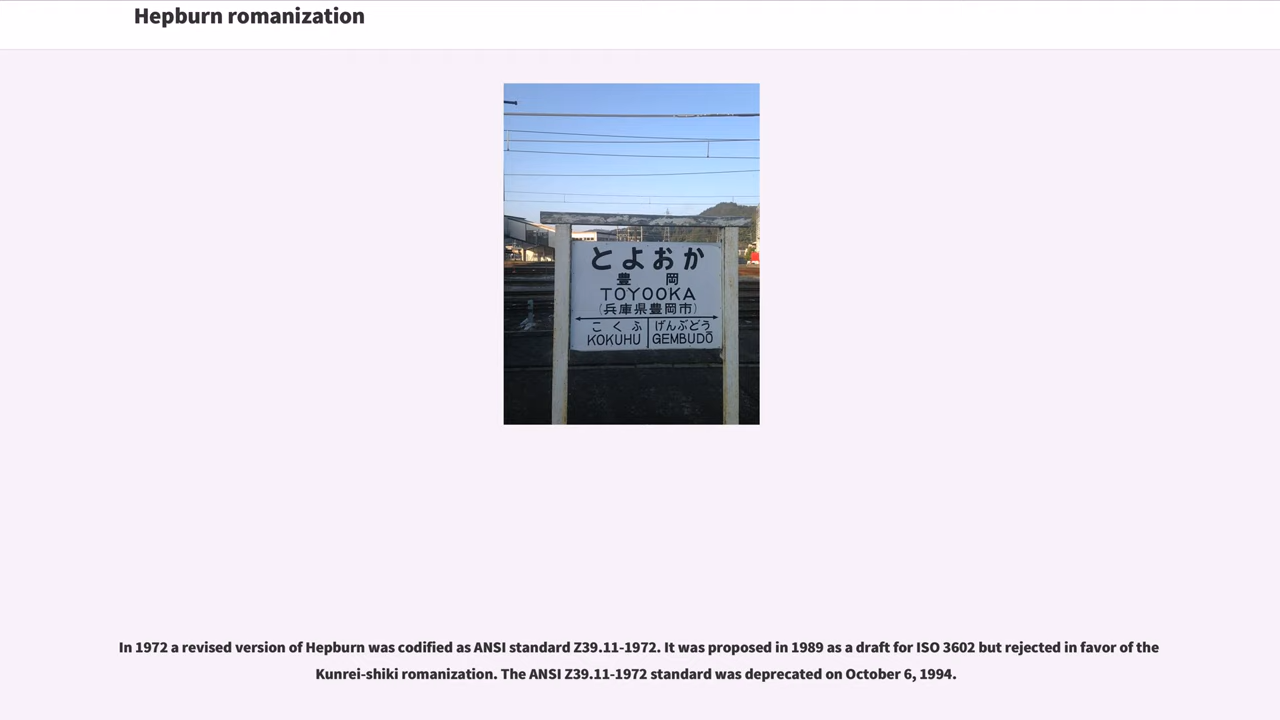 Hepburn romanization
とよおか
豊岡
TOYOOKA
(兵庫県豊岡市)
こくふ げんぶどう
KOKUHU GEMBUDŌ
In 1972 a revised version of Hepburn was codified as ANSI standard Z39.11-1972. It was proposed in 1989 as a draft for ISO 3602 but rejected in favor of the
Kunrei-shiki romanization. The ANSI Z39.11-1972 standard was deprecated on October 6, 1994.